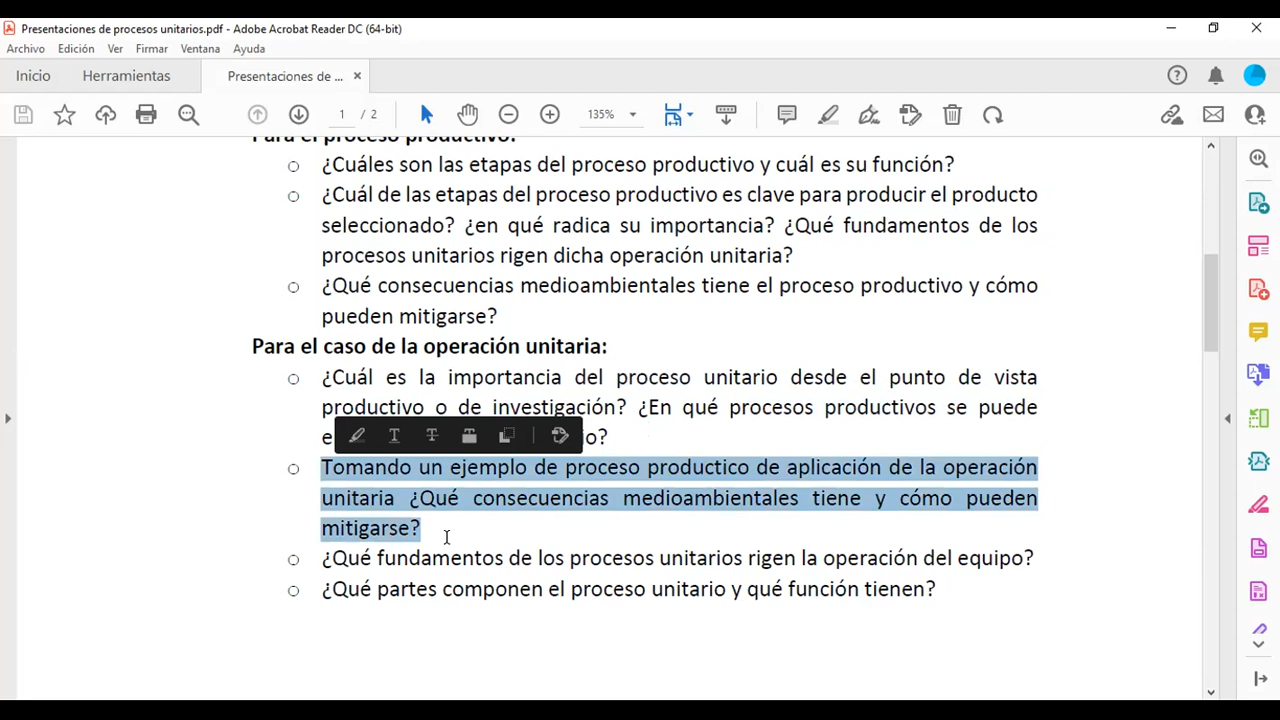 Presentaciones de procesos unitarios.pdf - Adobe Acrobat Reader DC (64-bit)
Archivo Edición Ver Firmar Ventana Ayuda
Inicio Herramientas Presentaciones de ...
1 / 2 135%
Para el proceso productivo:
¿Cuáles son las etapas del proceso productivo y cuál es su función?
¿Cuál de las etapas del proceso productivo es clave para producir el producto
seleccionado? ¿en qué radica su importancia? ¿Qué fundamentos de los
procesos unitarios rigen dicha operación unitaria?
¿Qué consecuencias medioambientales tiene el proceso productivo y cómo
pueden mitigarse?
Para el caso de la operación unitaria:
¿Cuál es la importancia del proceso unitario desde el punto de vista
productivo o de investigación? ¿En qué procesos productivos se puede
Tomando un ejemplo de proceso productico de aplicación de la operación
unitaria ¿Qué consecuencias medioambientales tiene y cómo pueden
mitigarse?
¿Qué fundamentos de los procesos unitarios rigen la operación del equipo?
¿Qué partes componen el proceso unitario y qué función tienen?